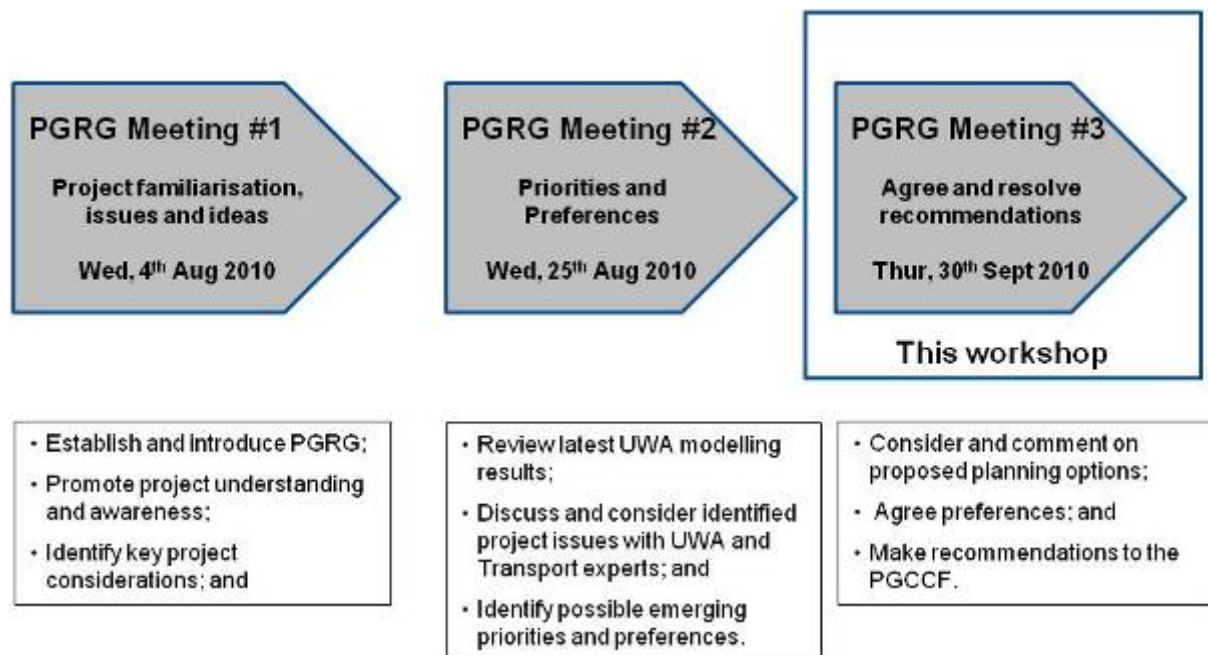 PGRG Meeting #1
Project familiarisation,
issues and ideas
Wed, 4th Aug 2010
PGRG Meeting #2
Priorities and
Preferences
Wed, 25th Aug 2010
PGRG Meeting #3
Agree and resolve
recommendations
Thur, 30th Sept 2010
This workshop
• Establish and introduce PGRG;
• Promote project understanding
and awareness;
• Identify key project
considerations; and
• Review latest UWA modelling
results;
• Discuss and consider identified
project issues with UWA and
Transport experts; and
• Identify possible emerging
priorities and preferences.
• Consider and comment on
proposed planning options;
• Agree preferences; and
• Make recommendations to the
PGCCF.